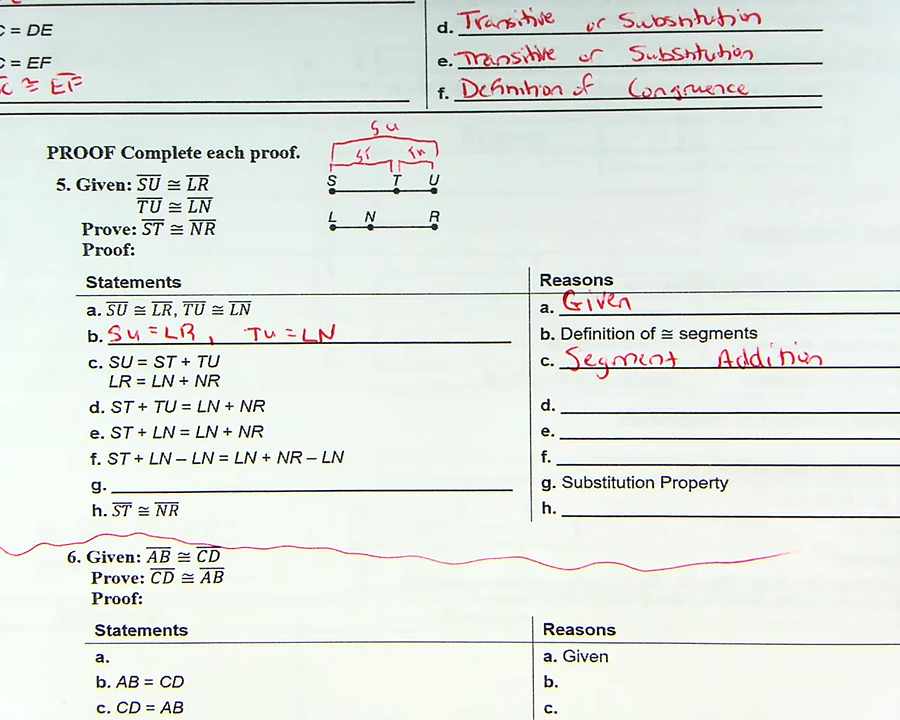 C = DE
d. Transitive or Substitution
C = EF
e. Transitive or Substitution
C ≅ EF
f. Definition of Congruence
SU
PROOF Complete each proof.
ST TU
5. Given: SU ≅ LR
S T U
TU ≅ LN
L N R
Prove: ST ≅ NR
Proof:
Statements
Reasons
a. SU ≅ LR, TU ≅ LN
a. Given
b. SU = LR, TU = LN
b. Definition of ≅ segments
c. SU = ST + TU
c. Segment Addition
LR = LN + NR
d. ST + TU = LN + NR
d.
e. ST + LN = LN + NR
e.
f. ST + LN – LN = LN + NR – LN
f.
g.
g. Substitution Property
h. ST ≅ NR
h.
6. Given: AB ≅ CD
Prove: CD ≅ AB
Proof:
Statements
Reasons
a.
a. Given
b. AB = CD
b.
c. CD = AB
c.